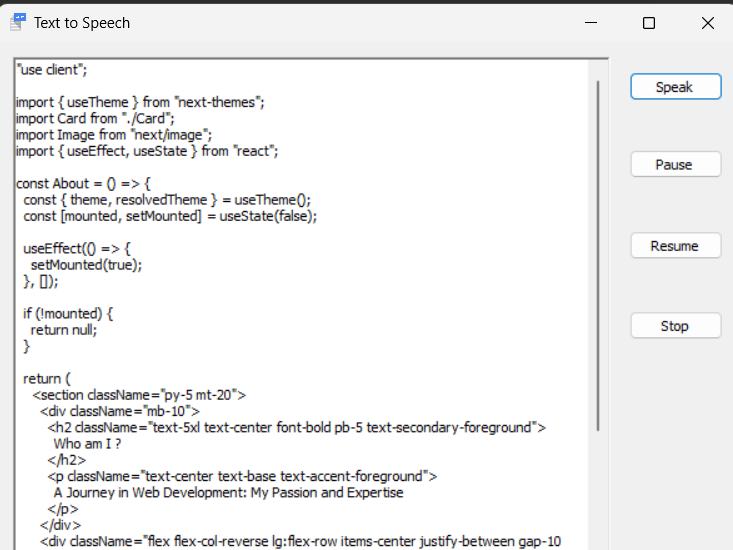 Text to Speech
"use client";
import { useTheme } from "next-themes";
import Card from "./Card";
import Image from "next/image";
import { useEffect, useState } from "react";
const About = () => {
const { theme, resolvedTheme } = useTheme();
const [mounted, setMounted] = useState(false);
useEffect(() => {
setMounted(true);
}, []);
if (!mounted) {
return null;
}
return (
<section className="py-5 mt-20">
<div className="mb-10">
<h2 className="text-5xl text-center font-bold pb-5 text-secondary-foreground">
Who am I ?
</h2>
<p className="text-center text-base text-accent-foreground">
A Journey in Web Development: My Passion and Expertise
</p>
</div>
<div className="flex flex-col-reverse lg:flex-row items-center justify-between gap-10
Speak
Pause
Resume
Stop